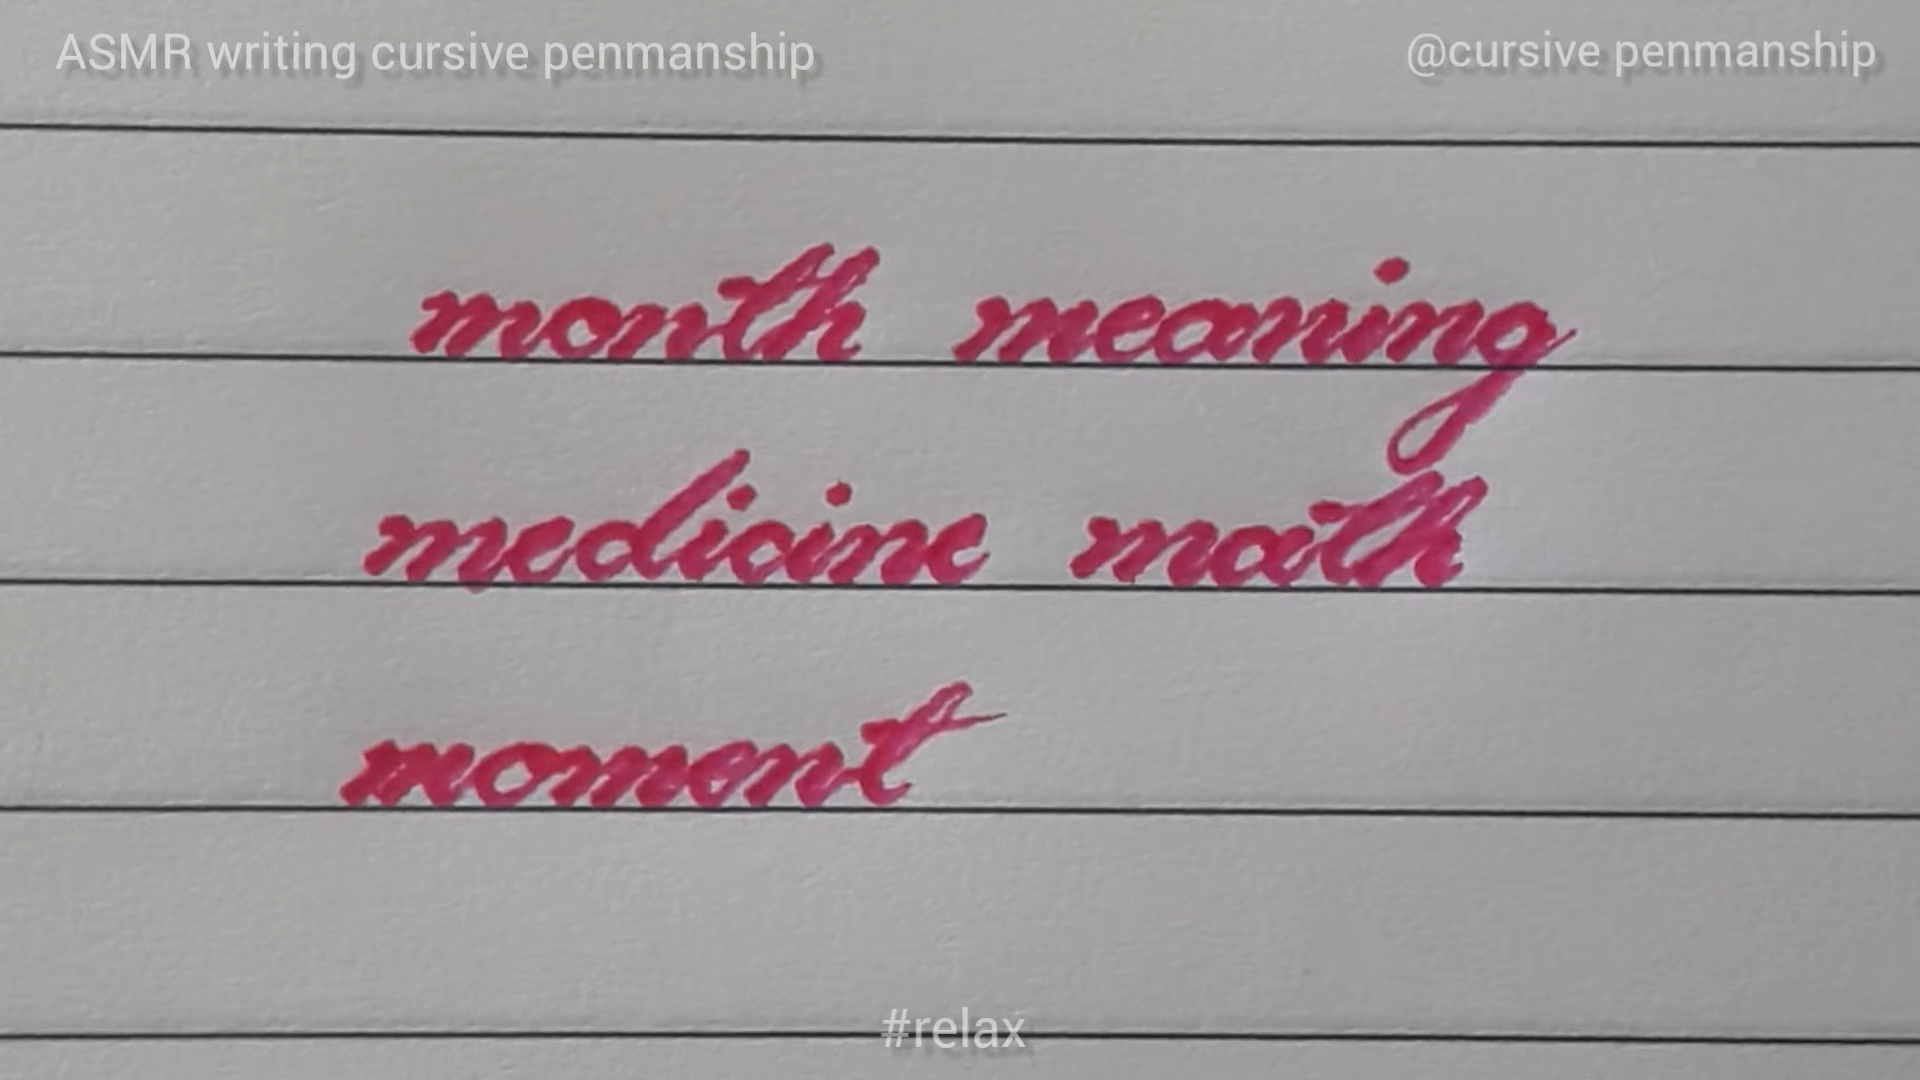 ASMR writing cursive penmanship
@cursive penmanship
month meaning
medicine math
moment
#relax